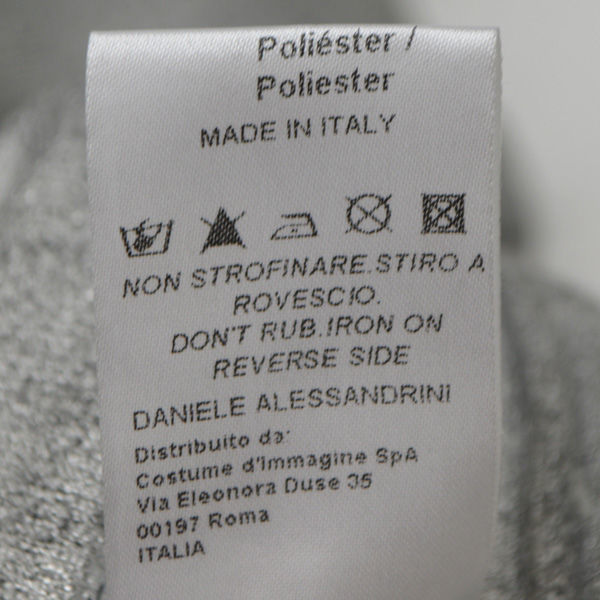 Poliéster /
Poliester
MADE IN ITALY
NON STROFINARE.STIRO A
ROVESCIO.
DON'T RUB.IRON ON
REVERSE SIDE
DANIELE ALESSANDRINI
Distribuito da:
Costume d'Immagine SpA
Via Eleonora Duse 35
00197 Roma
ITALIA